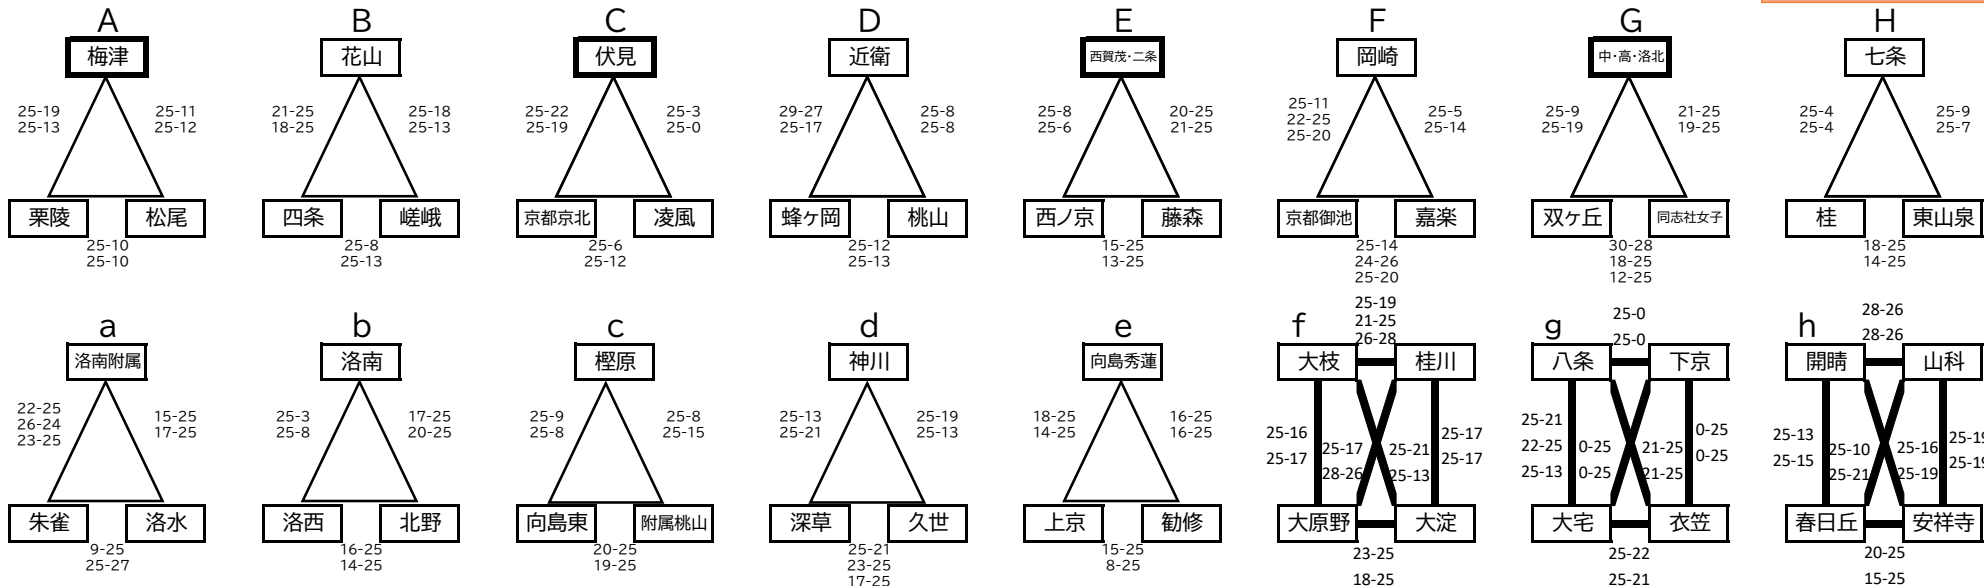 A
B
C
D
E
F
G
H
梅津
花山
伏見
近衛
西賀茂・二条
岡崎
中・高・洛北
七条
25-19
25-13
25-11
25-12
21-25
18-25
25-18
25-13
25-22
25-19
25-3
25-0
29-27
25-17
25-8
25-8
25-8
25-6
20-25
21-25
25-11
22-25
25-20
25-5
25-14
25-9
25-19
21-25
19-25
25-4
25-4
25-9
25-7
栗陵
松尾
四条
嵯峨
京都京北
凌風
蜂ヶ岡
桃山
西ノ京
藤森
京都御池
嘉楽
双ヶ丘
同志社女子
桂
東山泉
25-10
25-10
25-8
25-13
25-6
25-12
25-12
25-13
15-25
13-25
25-14
24-26
25-20
30-28
18-25
12-25
18-25
14-25
a
b
c
d
e
f
g
h
25-19
21-25
26-28
25-0
25-0
28-26
28-26
洛南附属
洛南
樫原
神川
向島秀蓮
大枝
桂川
八条
下京
開睛
山科
22-25
26-24
23-25
15-25
17-25
25-3
25-8
17-25
20-25
25-9
25-8
25-8
25-15
25-13
25-21
25-19
25-13
18-25
14-25
16-25
16-25
25-16
25-17
25-17
28-26
25-21
25-13
25-17
25-17
25-21
22-25
25-13
0-25
0-25
21-25
21-25
0-25
0-25
25-13
25-15
25-10
25-21
25-16
25-19
25-19
25-19
朱雀
洛水
洛西
北野
向島東
附属桃山
深草
久世
上京
勧修
大原野
大淀
大宅
衣笠
春日丘
安祥寺
9-25
25-27
16-25
14-25
20-25
19-25
25-21
23-25
17-25
15-25
8-25
23-25
18-25
25-22
25-21
20-25
15-25